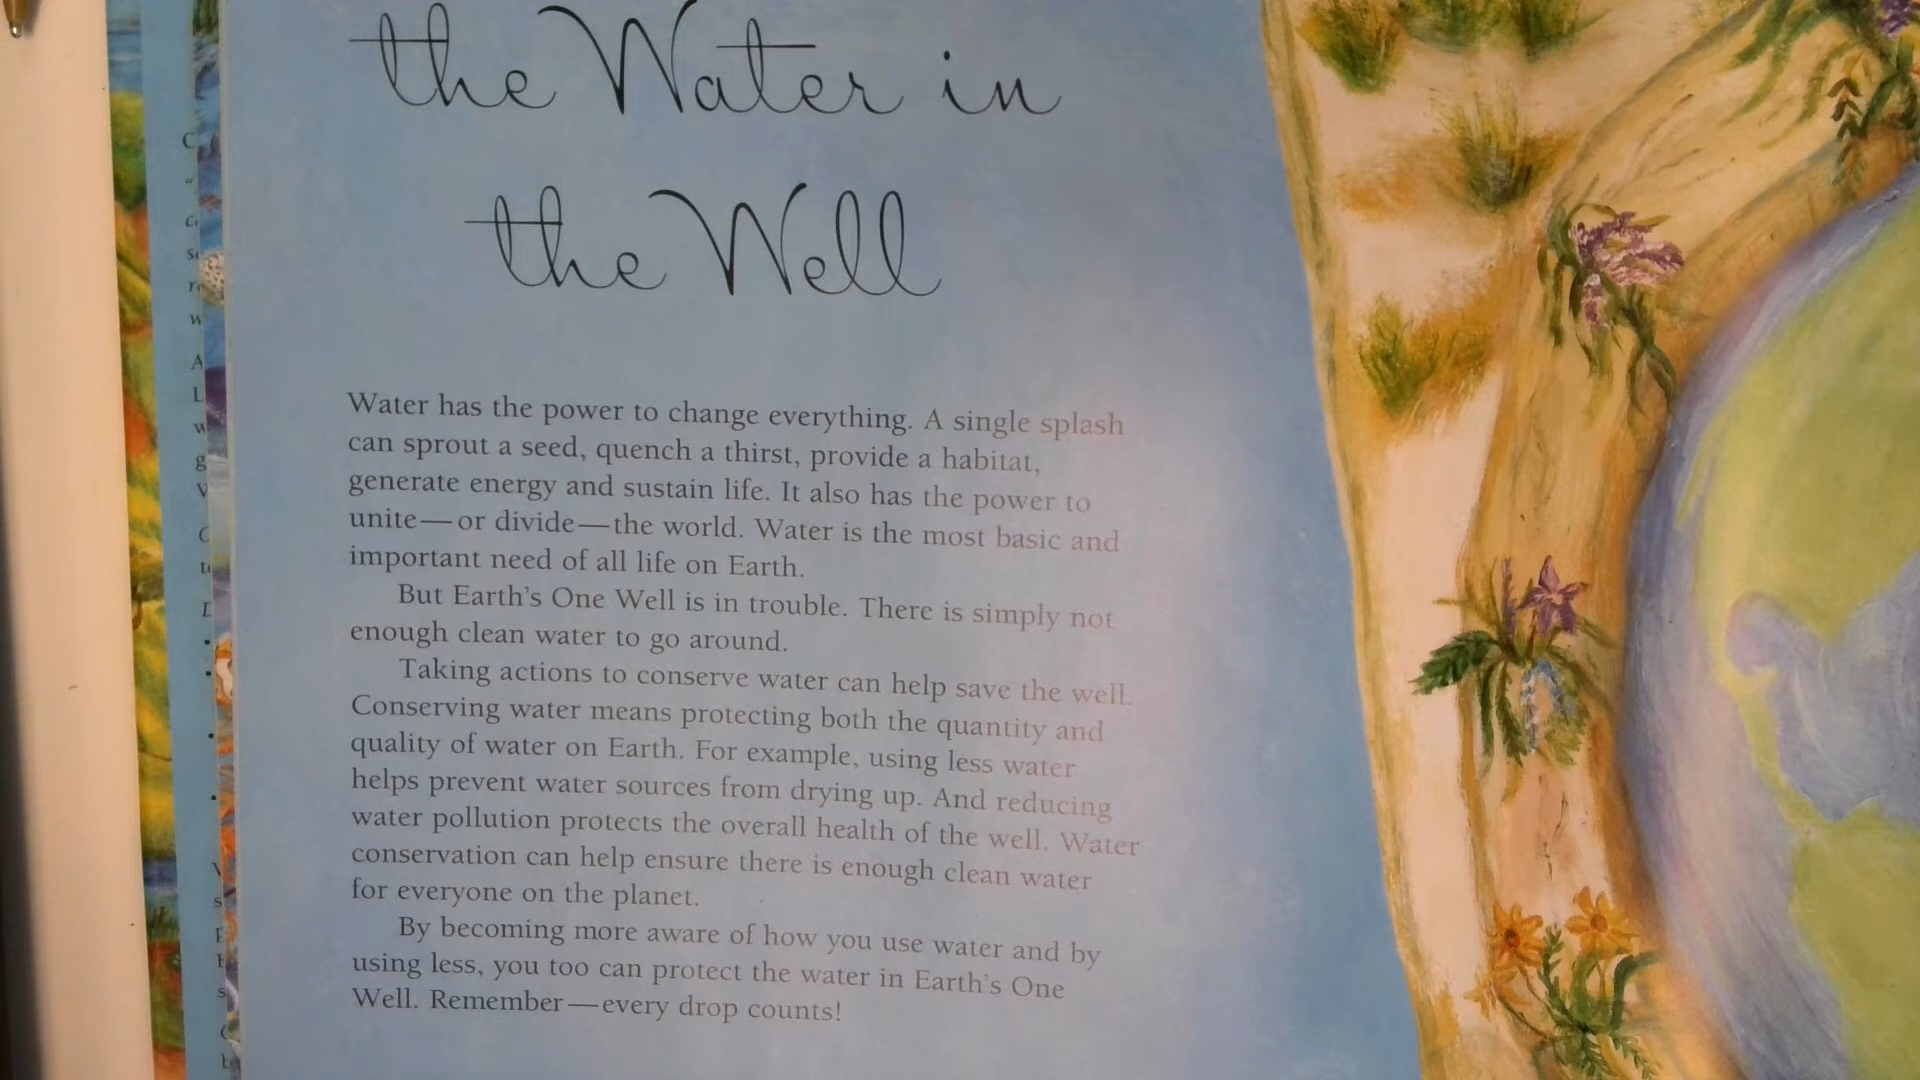 the Water in
the Well
Water has the power to change everything. A single splash
can sprout a seed, quench a thirst, provide a habitat,
generate energy and sustain life. It also has the power to
unite—or divide—the world. Water is the most basic and
important need of all life on Earth.
But Earth's One Well is in trouble. There is simply not
enough clean water to go around.
Taking actions to conserve water can help save the well.
Conserving water means protecting both the quantity and
quality of water on Earth. For example, using less water
helps prevent water sources from drying up. And reducing
water pollution protects the overall health of the well. Water
conservation can help ensure there is enough clean water
for everyone on the planet.
By becoming more aware of how you use water and by
using less, you too can protect the water in Earth's One
Well. Remember—every drop counts!